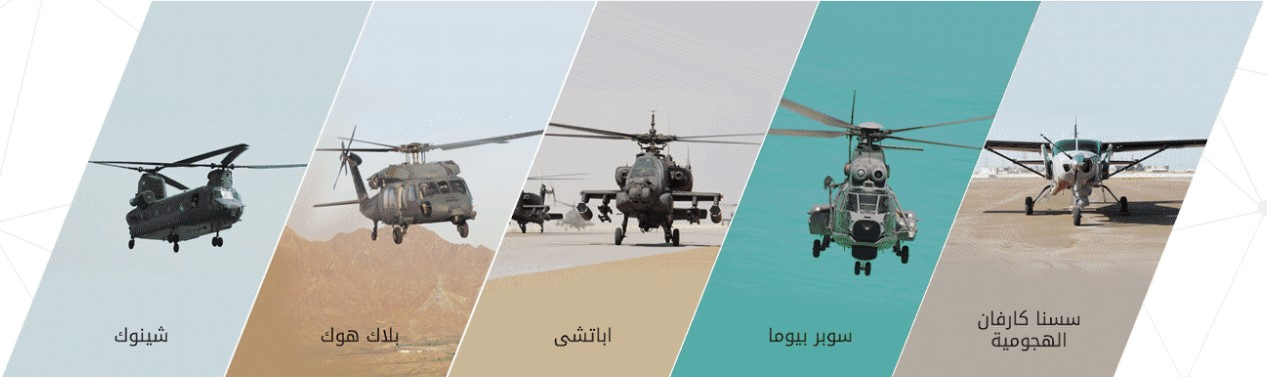 سسنا كارفان
الهجومية
سوبر بيوما
اباتشى
بلاك هوك
شينوك